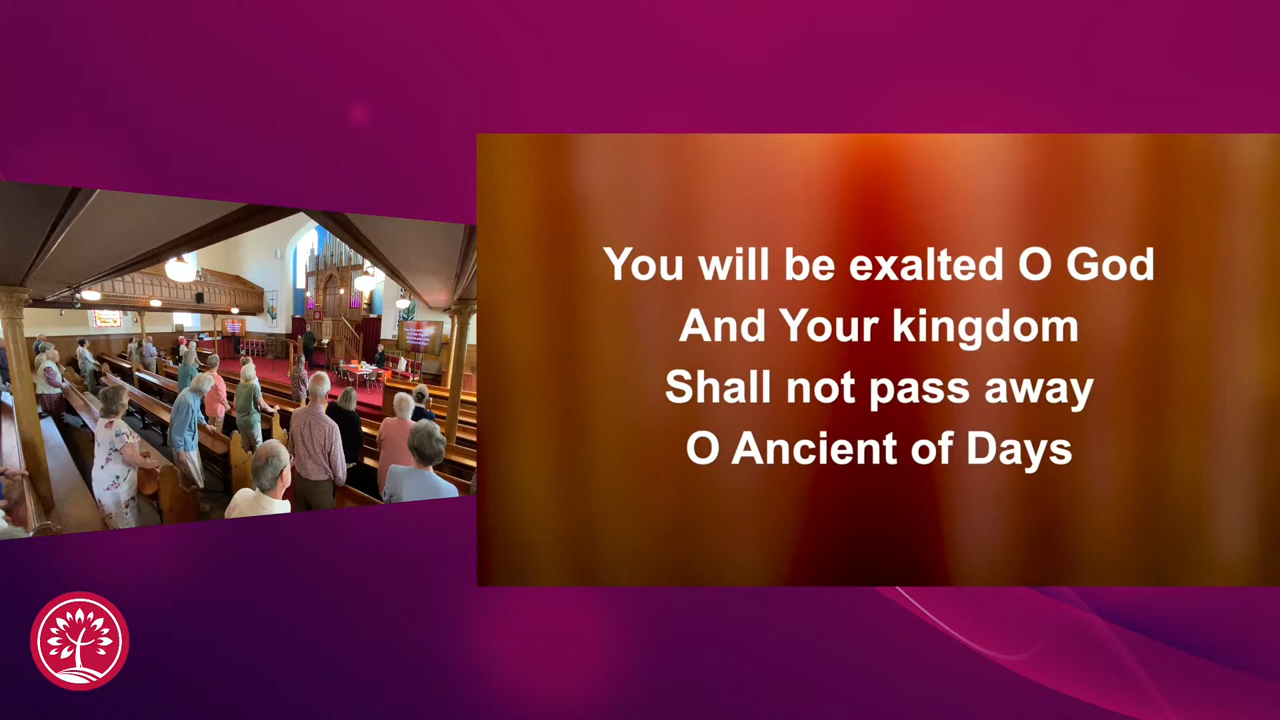 You will be exalted O God
And Your kingdom
Shall not pass away
O Ancient of Days